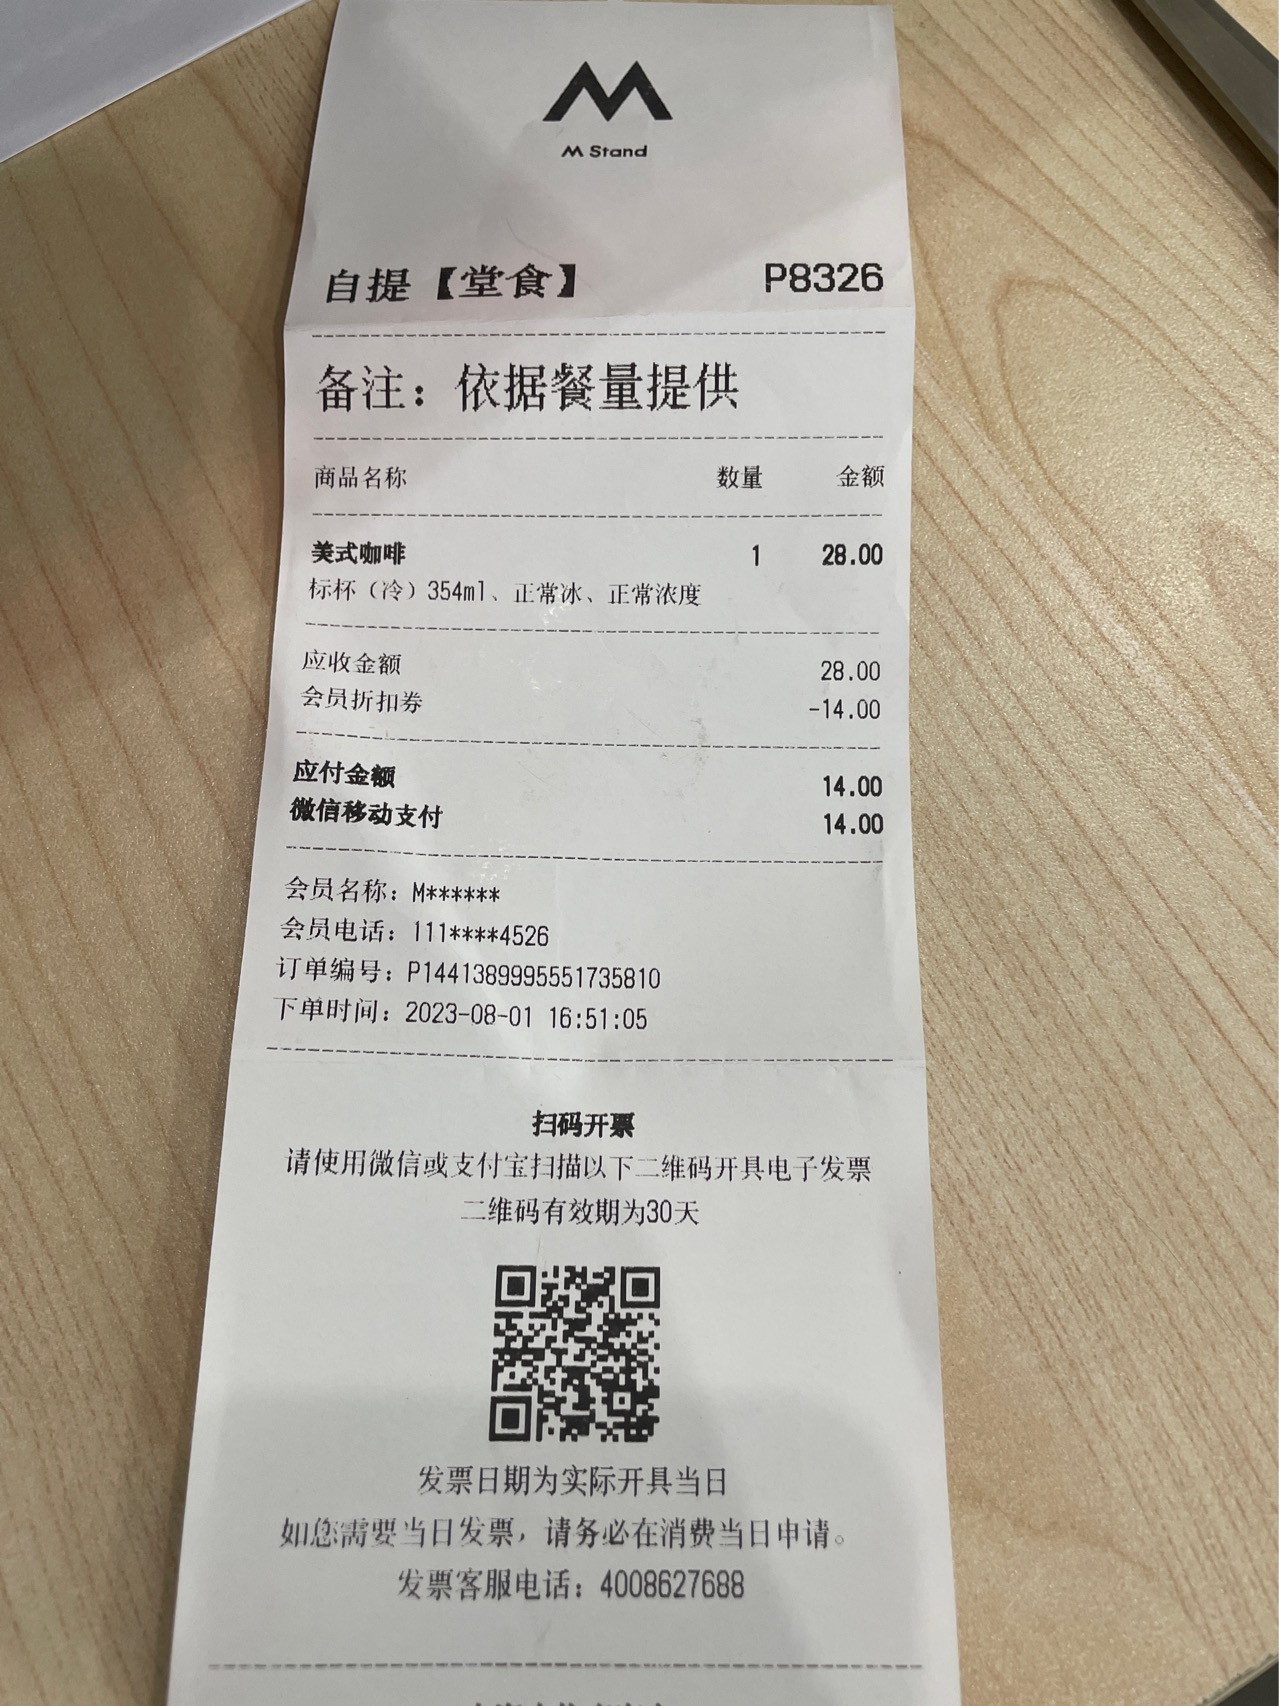 M Stand
自提【堂食】 P8326
备注：依据餐量提供
商品名称 数量 金额
美式咖啡 1 28.00
标杯（冷）354ml、正常冰、正常浓度
应收金额 28.00
会员折扣券 -14.00
应付金额 14.00
微信移动支付 14.00
会员名称：M******
会员电话：111****4526
订单编号：P1441389995551735810
下单时间：2023-08-01 16:51:05
扫码开票
请使用微信或支付宝扫描以下二维码开具电子发票
二维码有效期为30天
发票日期为实际开具当日
如您需要当日发票，请务必在消费当日申请。
发票客服电话：4008627688